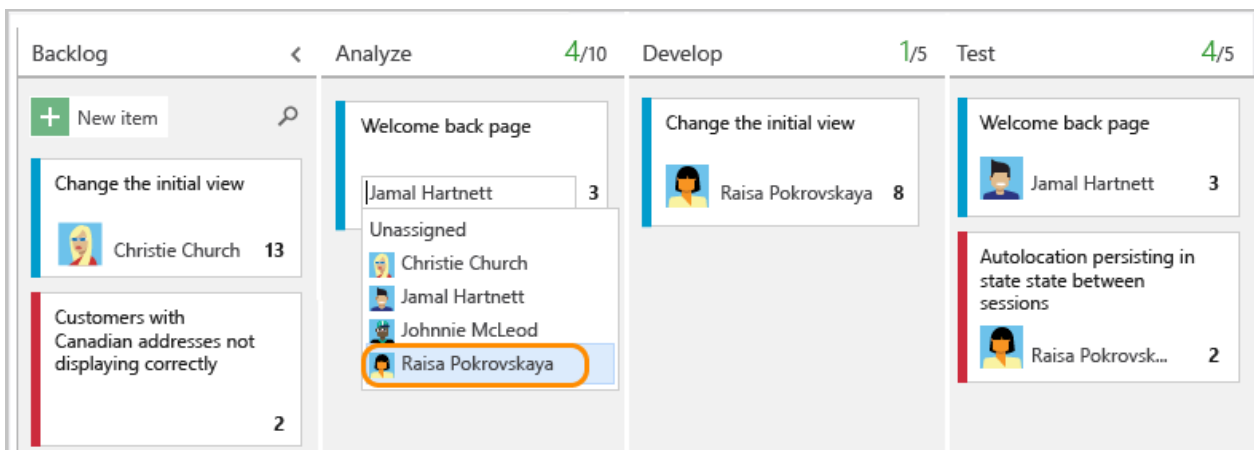 Backlog <
New item
Change the initial view
Christie Church 13
Customers with
Canadian addresses not
displaying correctly
2
Analyze 4/10
Welcome back page
Jamal Hartnett 3
Unassigned
Christie Church
Jamal Hartnett
Johnnie McLeod
Raisa Pokrovskaya
Develop 1/5
Change the initial view
Raisa Pokrovskaya 8
Test 4/5
Welcome back page
Jamal Hartnett 3
Autolocation persisting in
state state between
sessions
Raisa Pokrovsk... 2